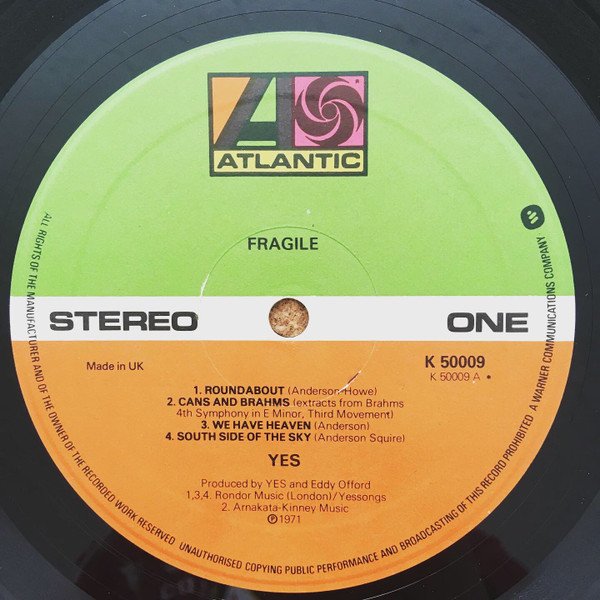 ATLANTIC
FRAGILE
STEREO
ONE
Made in UK
K 50009
K 50009 A •
1. ROUNDABOUT (Anderson Howe)
2. CANS AND BRAHMS (extracts from Brahms
4th Symphony in E Minor, Third Movement)
3. WE HAVE HEAVEN (Anderson)
4. SOUTH SIDE OF THE SKY (Anderson Squire)
YES
Produced by YES and Eddy Offord
1,3,4. Rondor Music (London)/Yessongs
2. Arnakata-Kinney Music
℗1971
ALL RIGHTS OF THE MANUFACTURER AND OF THE OWNER OF THE RECORDED WORK RESERVED UNAUTHORISED COPYING PUBLIC PERFORMANCE AND BROADCASTING OF THIS RECORD PROHIBITED A WARNER COMMUNICATIONS COMPANY